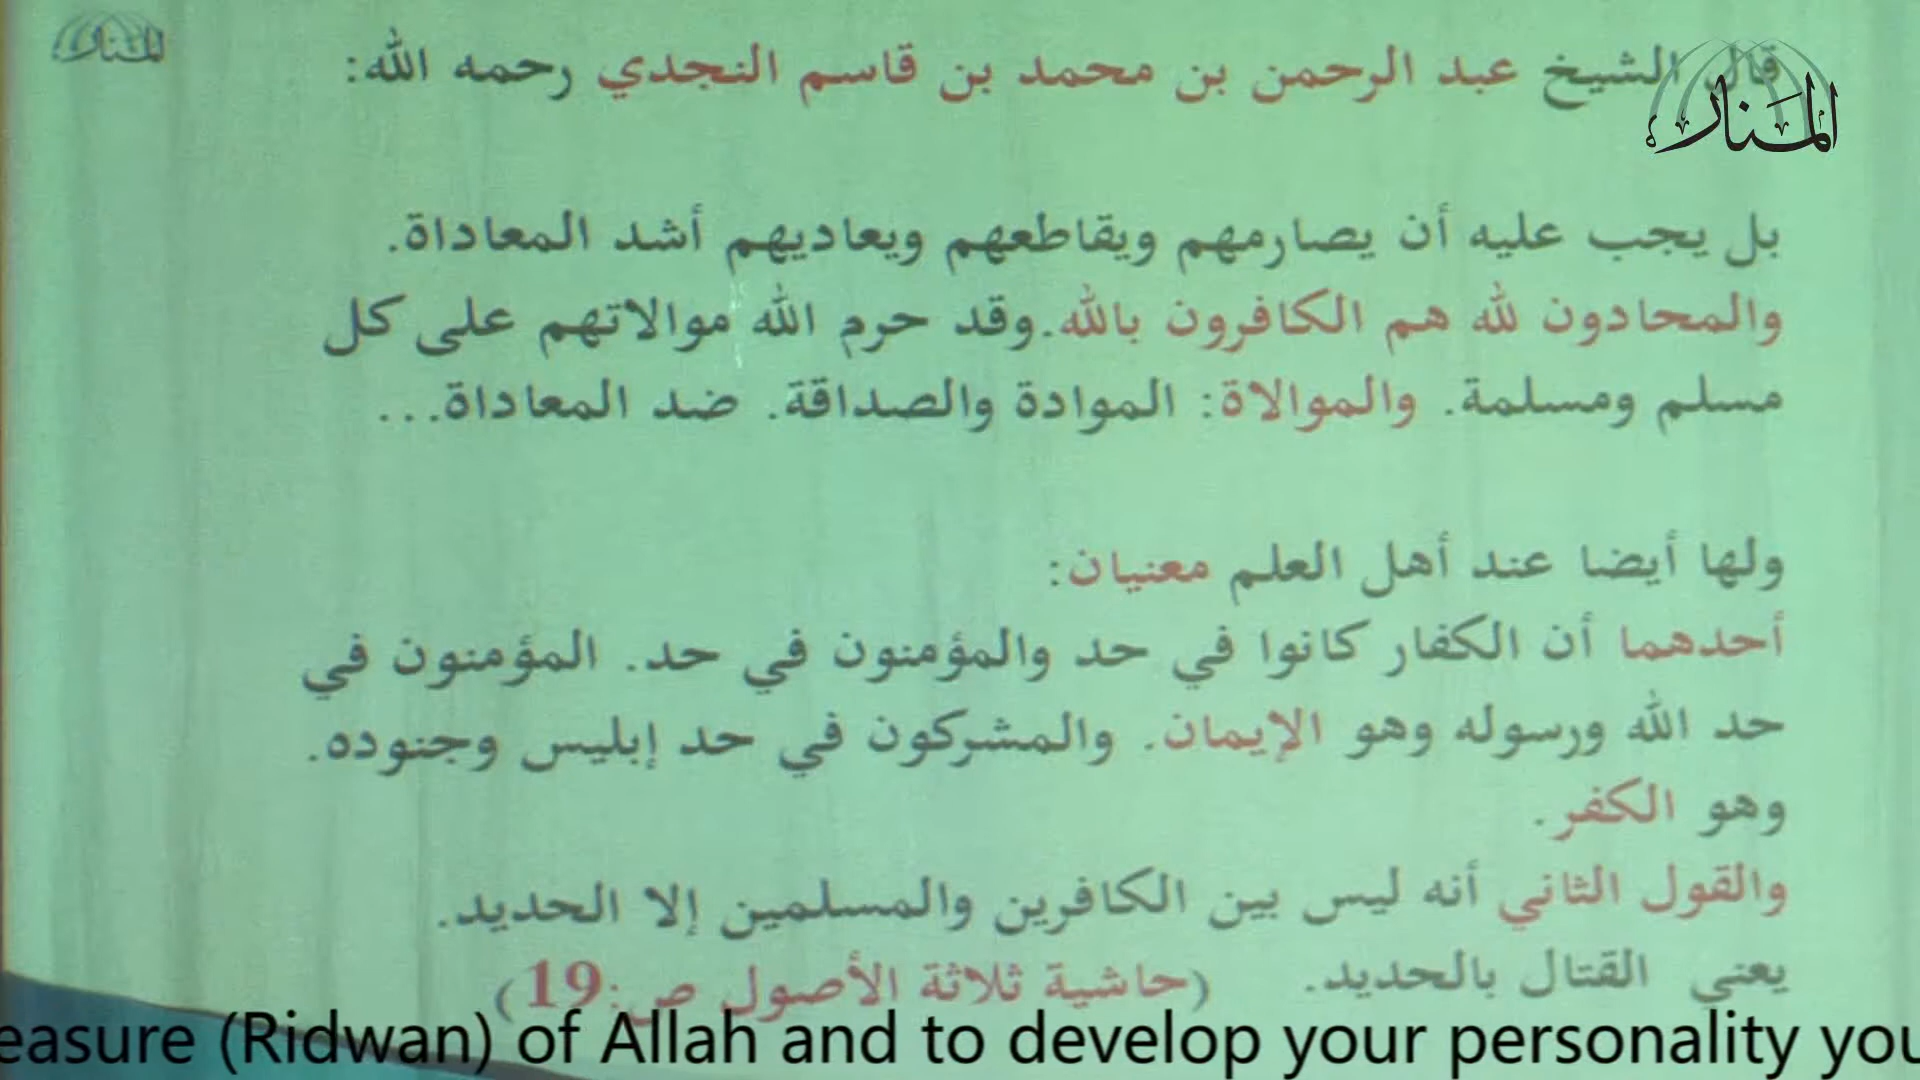 المنار
المنار
قال الشيخ عبد الرحمن بن محمد بن قاسم النجدي رحمه الله:
بل يجب عليه أن يصارمهم ويقاطعهم ويعاديهم أشد المعاداة.
والمحادون لله هم الكافرون بالله.وقد حرم الله موالاتهم على كل
مسلم ومسلمة. والموالاة: الموادة والصداقة. ضد المعاداة...
ولها أيضا عند أهل العلم معنيان:
أحدهما أن الكفار كانوا في حد والمؤمنون في حد. المؤمنون في
حد الله ورسوله وهو الإيمان. والمشركون في حد إبليس وجنوده.
وهو الكفر.
والقول الثاني أنه ليس بين الكافرين والمسلمين إلا الحديد.
يعني القتال بالحديد. (حاشية ثلاثة الأصول ص:19)
easure (Ridwan) of Allah and to develop your personality you